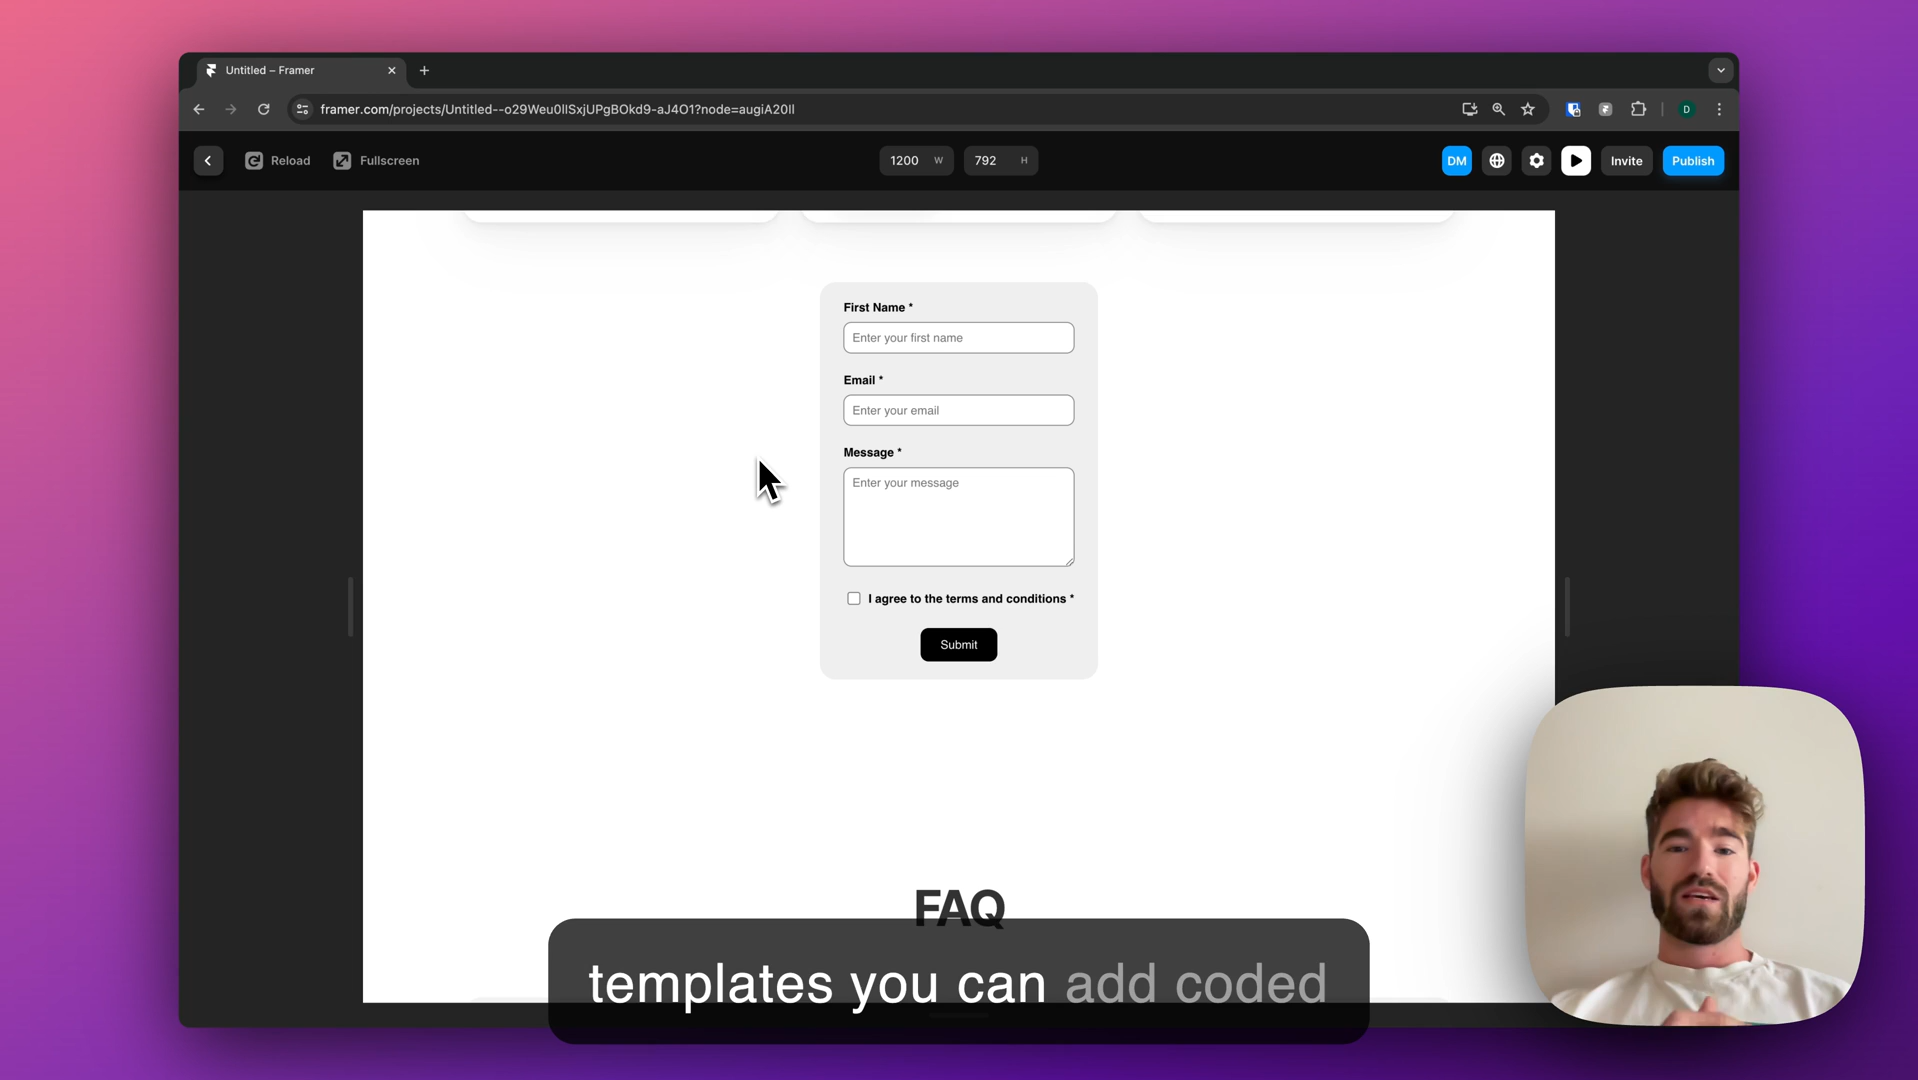 Untitled – Framer
framer.com/projects/Untitled--o29Weu0IlSxjUPgBOkd9-aJ4O1?node=augiA20Il
D
Reload
Fullscreen
1200 W
792 H
DM
Invite
Publish
First Name *
Enter your first name
Email *
Enter your email
Message *
Enter your message
I agree to the terms and conditions *
Submit
FAQ
templates you can add coded